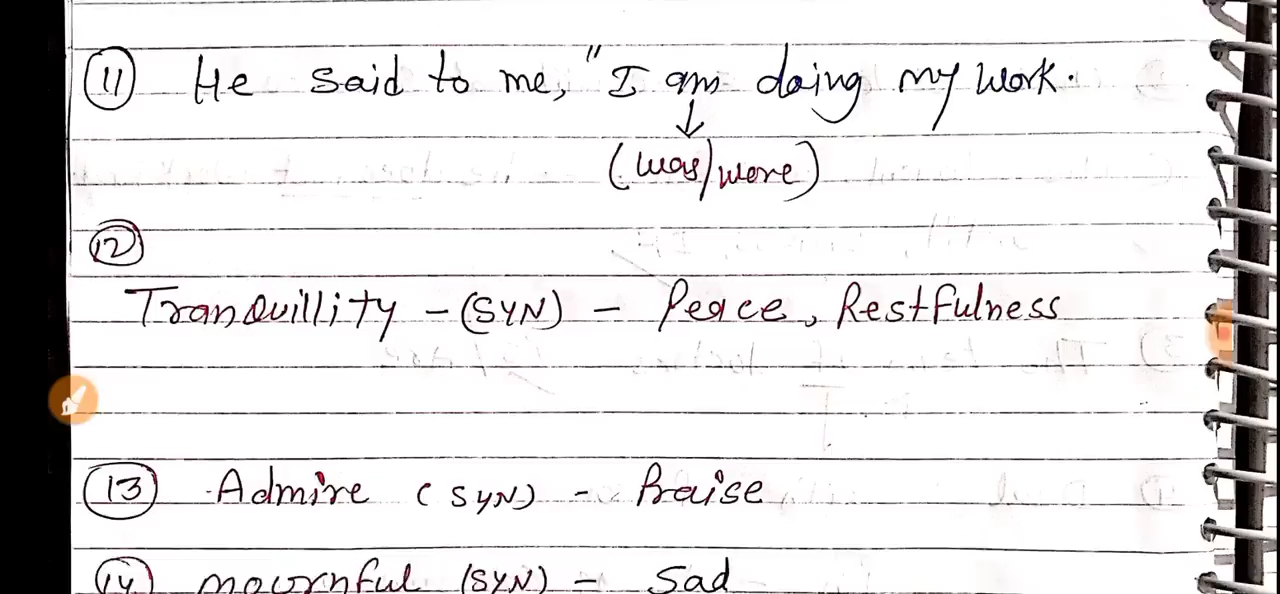 11 He said to me, "I am doing my work.
↓
(was/were)
12
Tranquillity - (SYN) - Peace, Restfulness
13 Admire (SYN) - Praise
14 mournful (SYN) - Sad